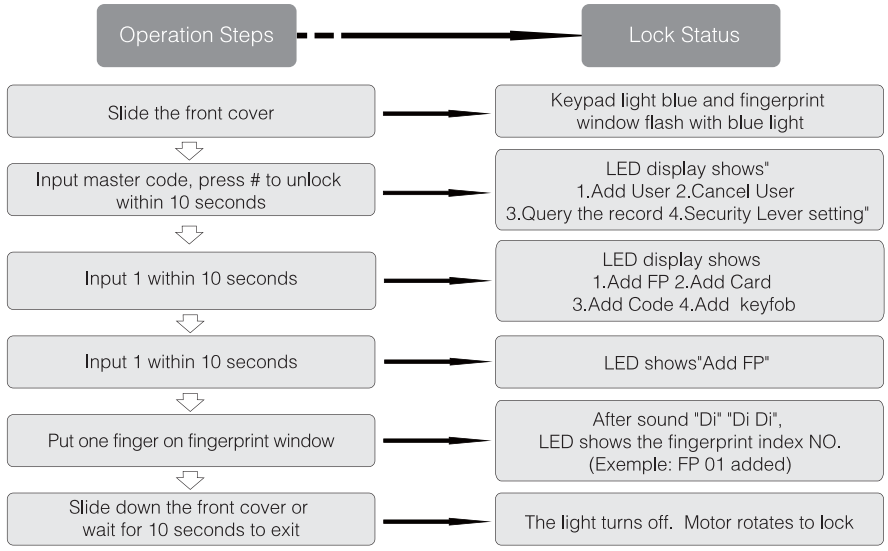 Operation Steps
Lock Status
Slide the front cover
Keypad light blue and fingerprint
window flash with blue light
Input master code, press # to unlock
within 10 seconds
LED display shows"
1.Add User 2.Cancel User
3.Query the record 4.Security Lever setting"
Input 1 within 10 seconds
LED display shows
1.Add FP 2.Add Card
3.Add Code 4.Add keyfob
Input 1 within 10 seconds
LED shows"Add FP"
Put one finger on fingerprint window
After sound "Di" "Di Di",
LED shows the fingerprint index NO.
(Exemple: FP 01 added)
Slide down the front cover or
wait for 10 seconds to exit
The light turns off. Motor rotates to lock